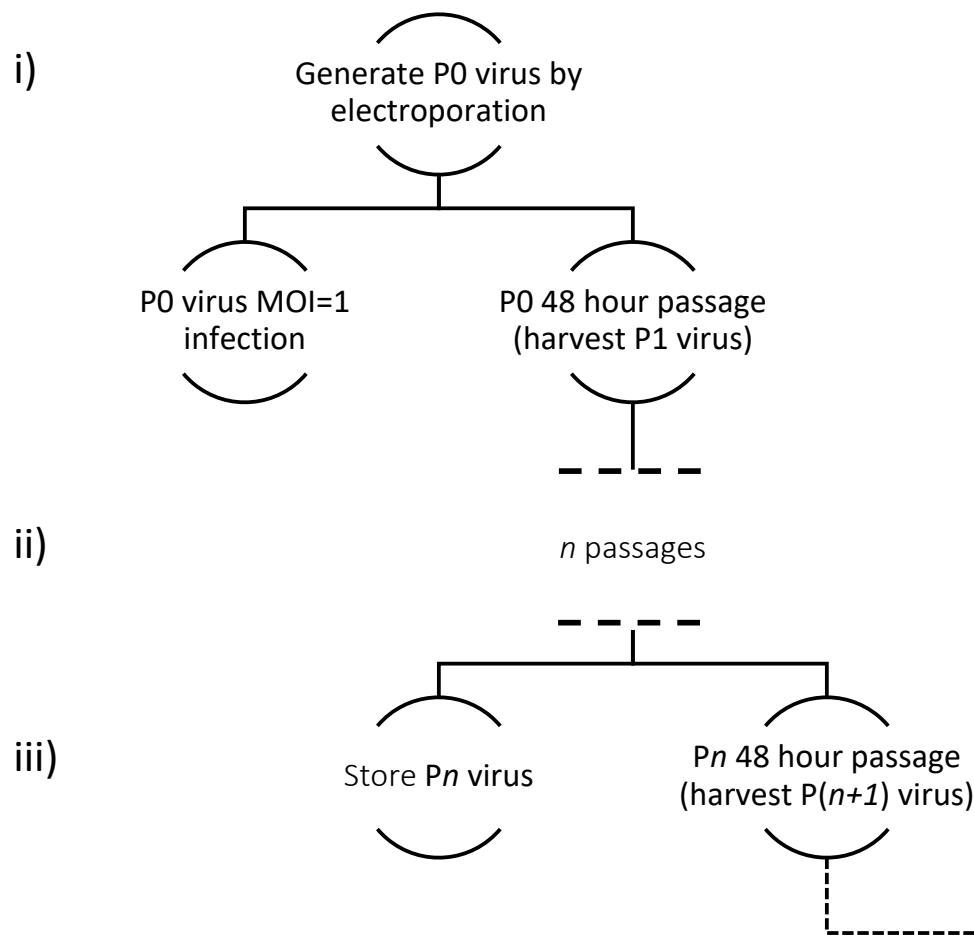 i)
Generate P0 virus by
electroporation
P0 virus MOI=1
infection
P0 48 hour passage
(harvest P1 virus)
ii)
n passages
iii)
Store Pn virus
Pn 48 hour passage
(harvest P(n+1) virus)